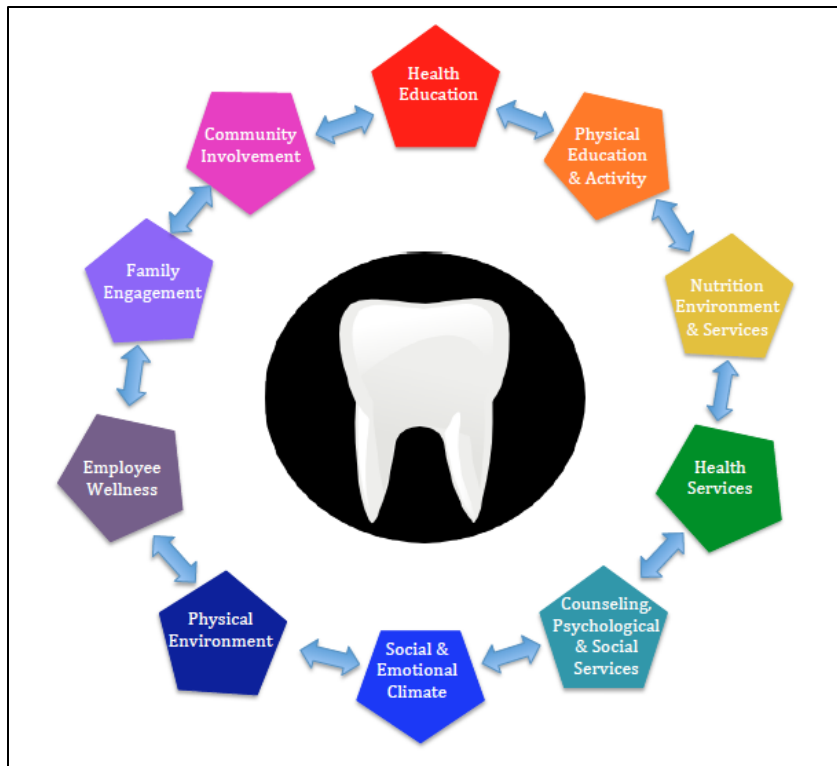 Health
Education
Physical
Education
& Activity
Nutrition
Environment
& Services
Health
Services
Counseling,
Psychological
& Social
Services
Social &
Emotional
Climate
Physical
Environment
Employee
Wellness
Family
Engagement
Community
Involvement